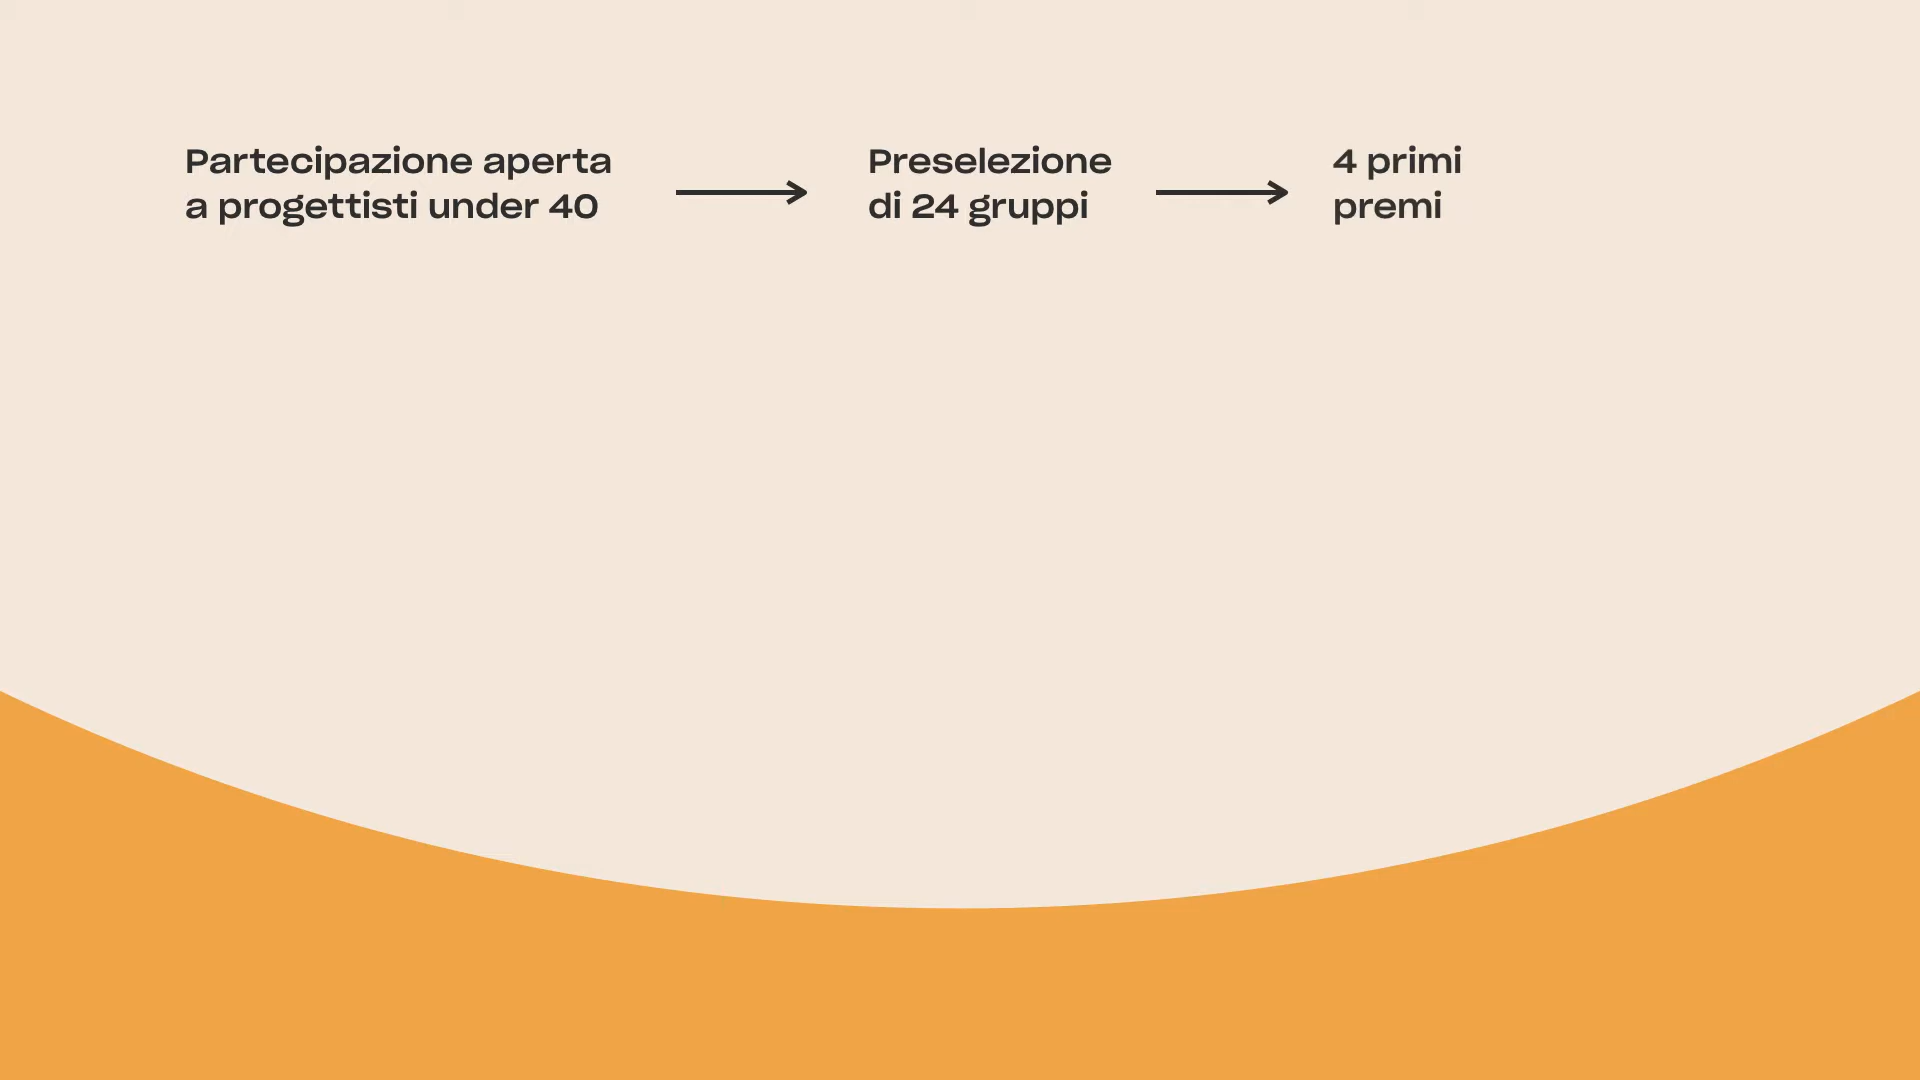 Partecipazione aperta
a progettisti under 40
Preselezione
di 24 gruppi
4 primi
premi